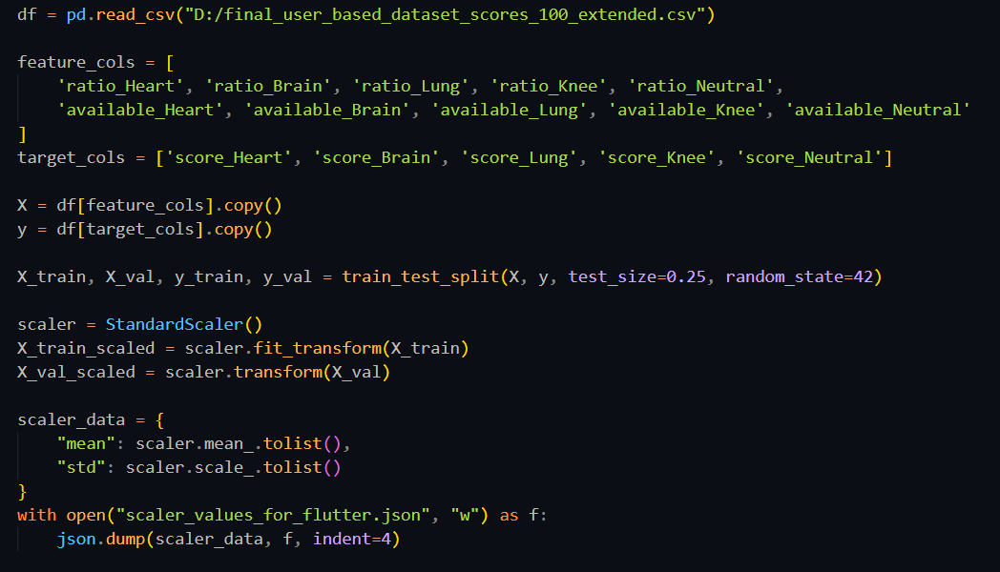 df = pd.read_csv("D:/final_user_based_dataset_scores_100_extended.csv")
feature_cols = [
    'ratio_Heart', 'ratio_Brain', 'ratio_Lung', 'ratio_Knee', 'ratio_Neutral',
    'available_Heart', 'available_Brain', 'available_Lung', 'available_Knee', 'available_Neutral'
]
target_cols = ['score_Heart', 'score_Brain', 'score_Lung', 'score_Knee', 'score_Neutral']
X = df[feature_cols].copy()
y = df[target_cols].copy()
X_train, X_val, y_train, y_val = train_test_split(X, y, test_size=0.25, random_state=42)
scaler = StandardScaler()
X_train_scaled = scaler.fit_transform(X_train)
X_val_scaled = scaler.transform(X_val)
scaler_data = {
    "mean": scaler.mean_.tolist(),
    "std": scaler.scale_.tolist()
}
with open("scaler_values_for_flutter.json", "w") as f:
    json.dump(scaler_data, f, indent=4)